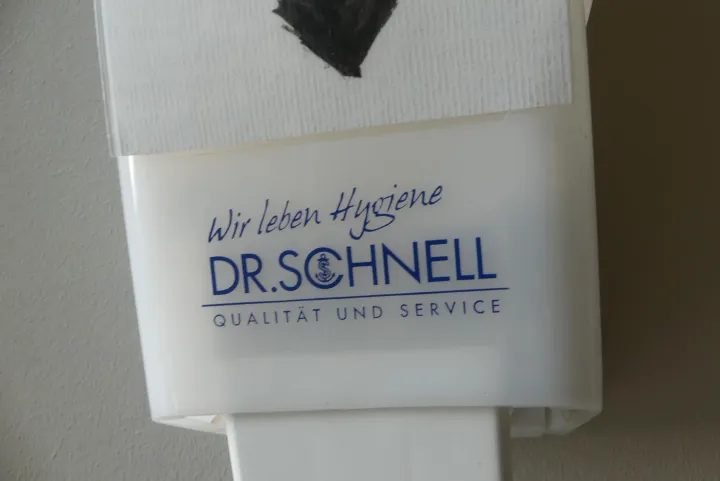 Wir leben Hygiene
DR.SCHNELL
QUALITÄT UND SERVICE